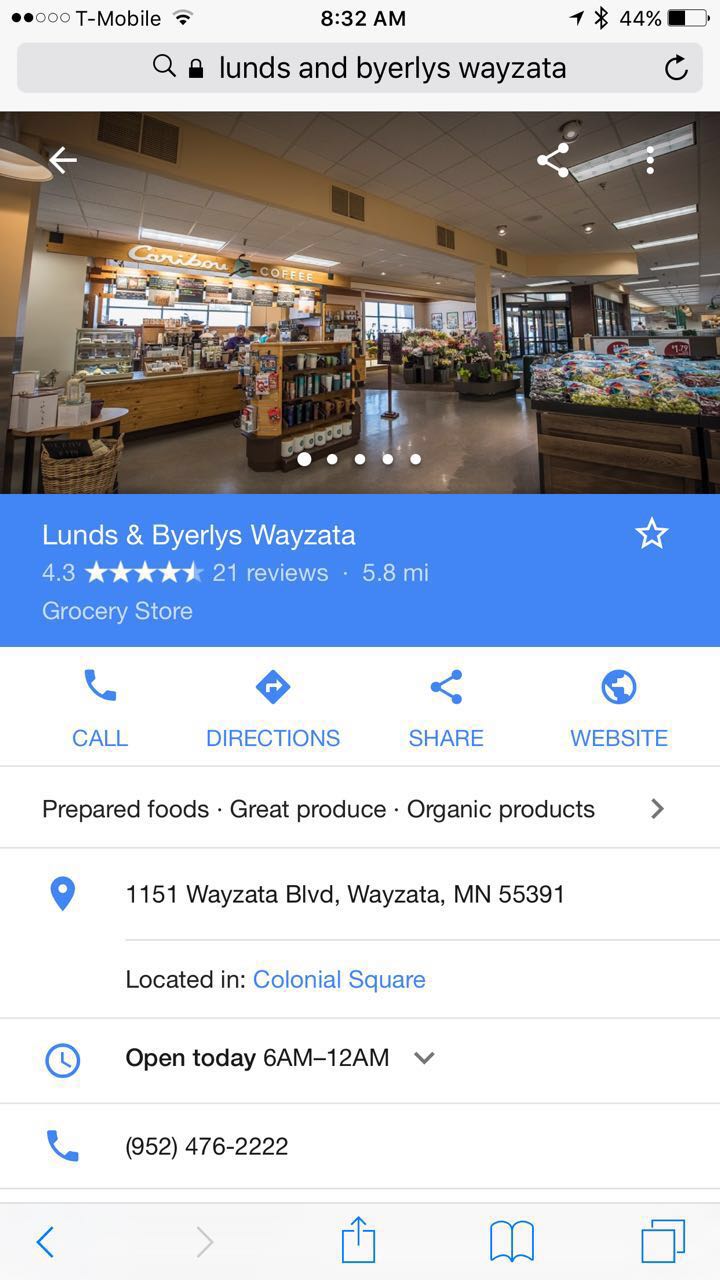 T-Mobile 8:32 AM 44%
lunds and byerlys wayzata
Caribou COFFEE
$1.79
Lunds & Byerlys Wayzata
4.3 21 reviews · 5.8 mi
Grocery Store
CALL DIRECTIONS SHARE WEBSITE
Prepared foods · Great produce · Organic products
1151 Wayzata Blvd, Wayzata, MN 55391
Located in: Colonial Square
Open today 6AM–12AM
(952) 476-2222